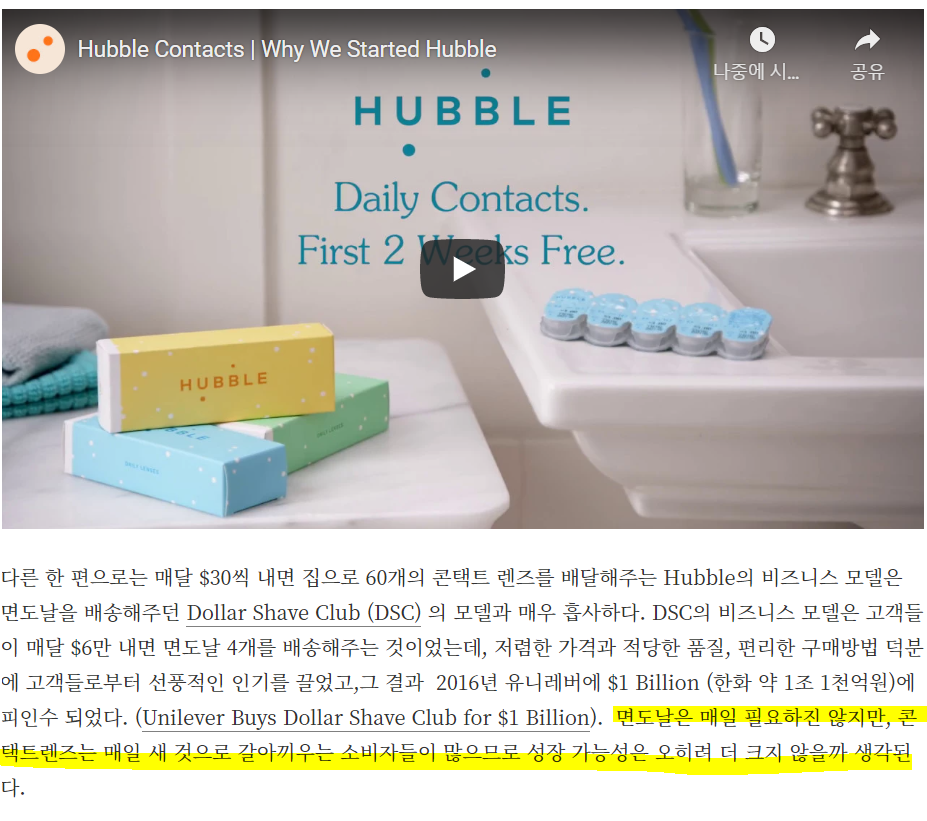 Hubble Contacts | Why We Started Hubble
나중에 시...
공유
HUBBLE
Daily Contacts.
First 2 Weeks Free.
HUBBLE
HUBBLE
DAILY LENSES
DAILY LENSES
다른 한 편으로는 매달 $30씩 내면 집으로 60개의 콘택트 렌즈를 배달해주는 Hubble의 비즈니스 모델은
면도날을 배송해주던 Dollar Shave Club (DSC) 의 모델과 매우 흡사하다. DSC의 비즈니스 모델은 고객들
이 매달 $6만 내면 면도날 4개를 배송해주는 것이었는데, 저렴한 가격과 적당한 품질, 편리한 구매방법 덕분
에 고객들로부터 선풍적인 인기를 끌었고,그 결과 2016년 유니레버에 $1 Billion (한화 약 1조 1천억원)에
피인수 되었다. (Unilever Buys Dollar Shave Club for $1 Billion). 면도날은 매일 필요하진 않지만, 콘
택트렌즈는 매일 새 것으로 갈아끼우는 소비자들이 많으므로 성장 가능성은 오히려 더 크지 않을까 생각된
다.